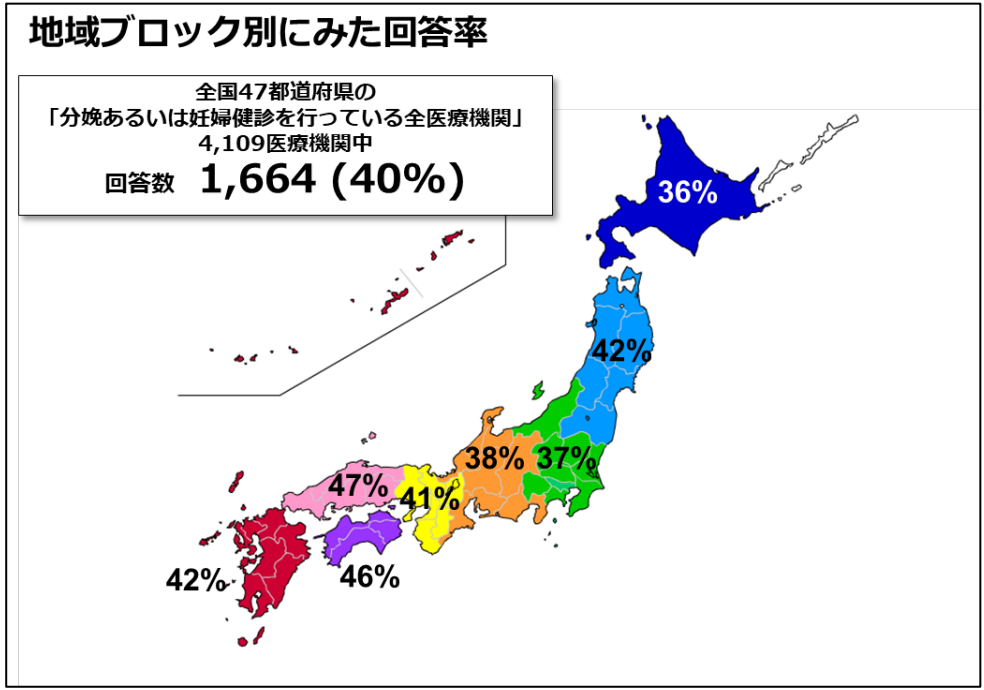 地域ブロック別にみた回答率
全国47都道府県の
「分娩あるいは妊婦健診を行っている全医療機関」
4,109医療機関中
回答数 1,664 (40%)
36%
42%
38%
37%
47%
41%
42%
46%